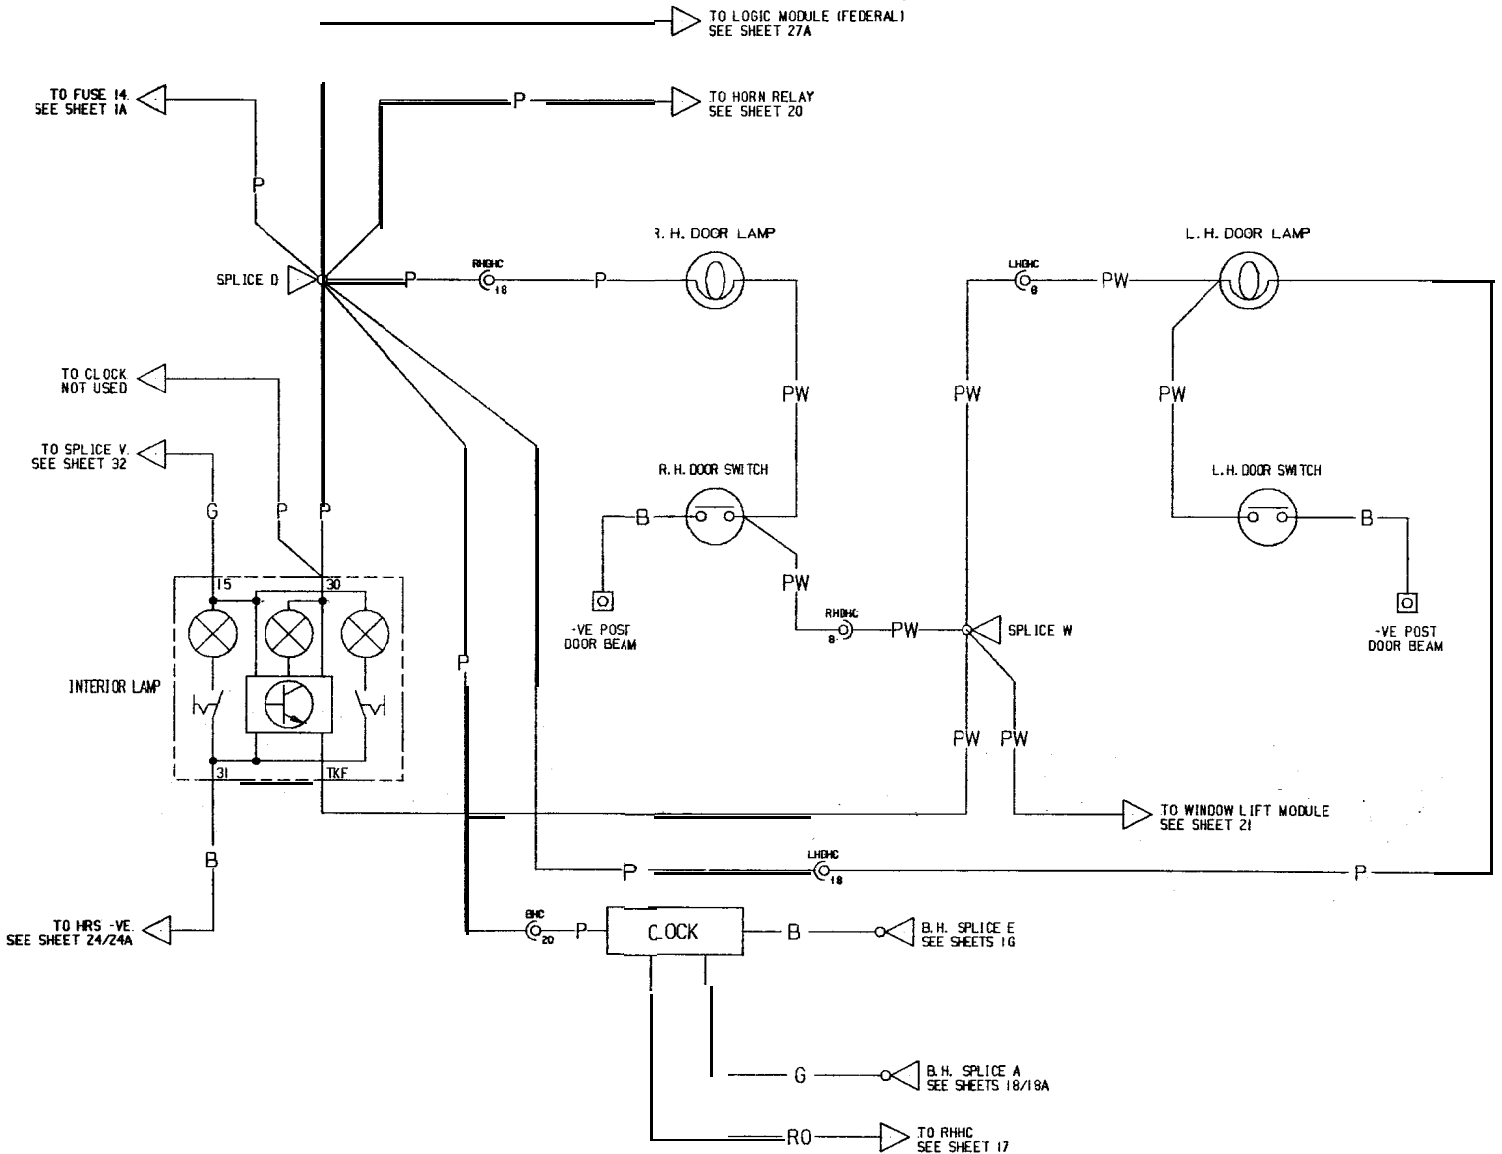 TO LOGIC MODULE (FEDERAL)
SEE SHEET 27A
TO FUSE 14.
SEE SHEET 1A
P
TO HORN RELAY
SEE SHEET 20
P
R. H. DOOR LAMP
L. H. DOOR LAMP
SPLICE D
P
RHDHC
18
P
LHDHC
8
PW
TO CLOCK
NOT USED
PW
PW
PW
TO SPLICE V.
SEE SHEET 32
R. H. DOOR SWITCH
L. H. DOOR SWITCH
G
P
P
B
B
15
30
PW
-VE POST
DOOR BEAM
RHDHC
8
PW
SPLICE W
-VE POST
DOOR BEAM
P
INTERIOR LAMP
PW
PW
31
TKF
TO WINDOW LIFT MODULE
SEE SHEET 21
B
P
LHDHC
18
P
TO HRS -VE.
SEE SHEET 24/24A
BHC
20
P
CLOCK
B
B.H. SPLICE E
SEE SHEETS 1G
G
B.H. SPLICE A
SEE SHEETS 18/18A
RO
TO RHHC
SEE SHEET 17